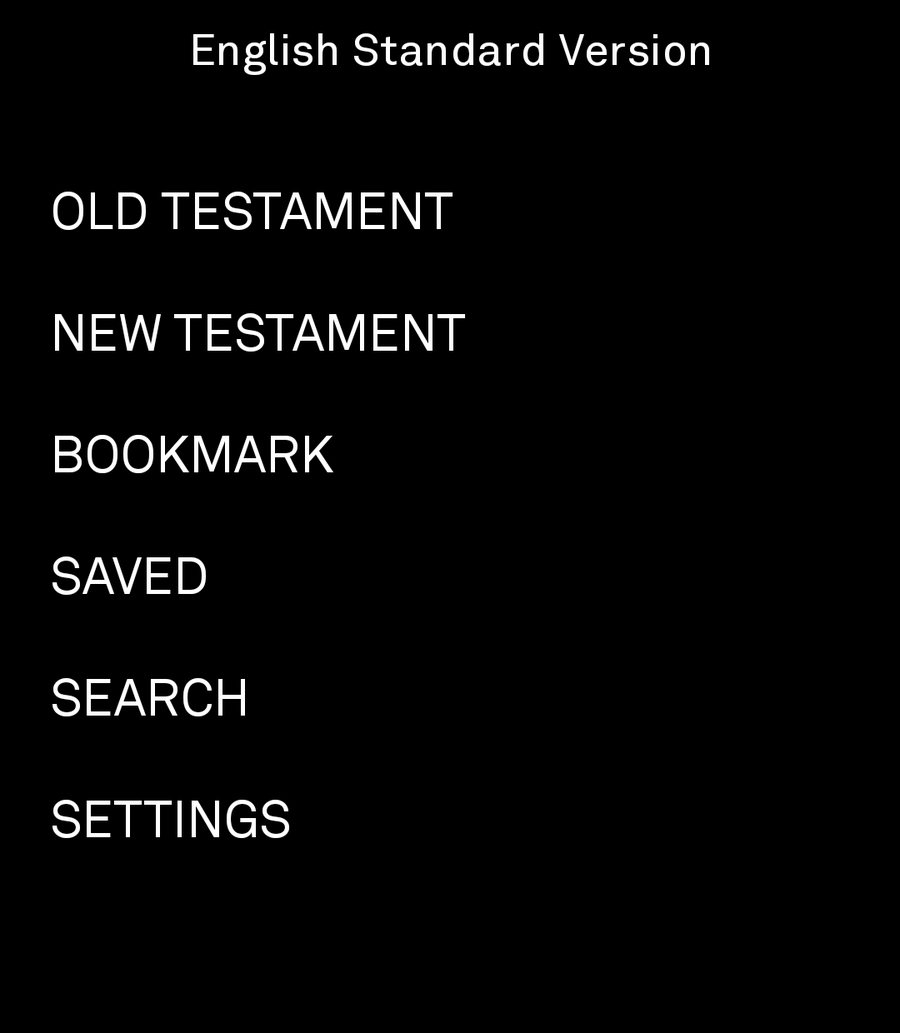 English Standard Version
OLD TESTAMENT
NEW TESTAMENT
BOOKMARK
SAVED
SEARCH
SETTINGS